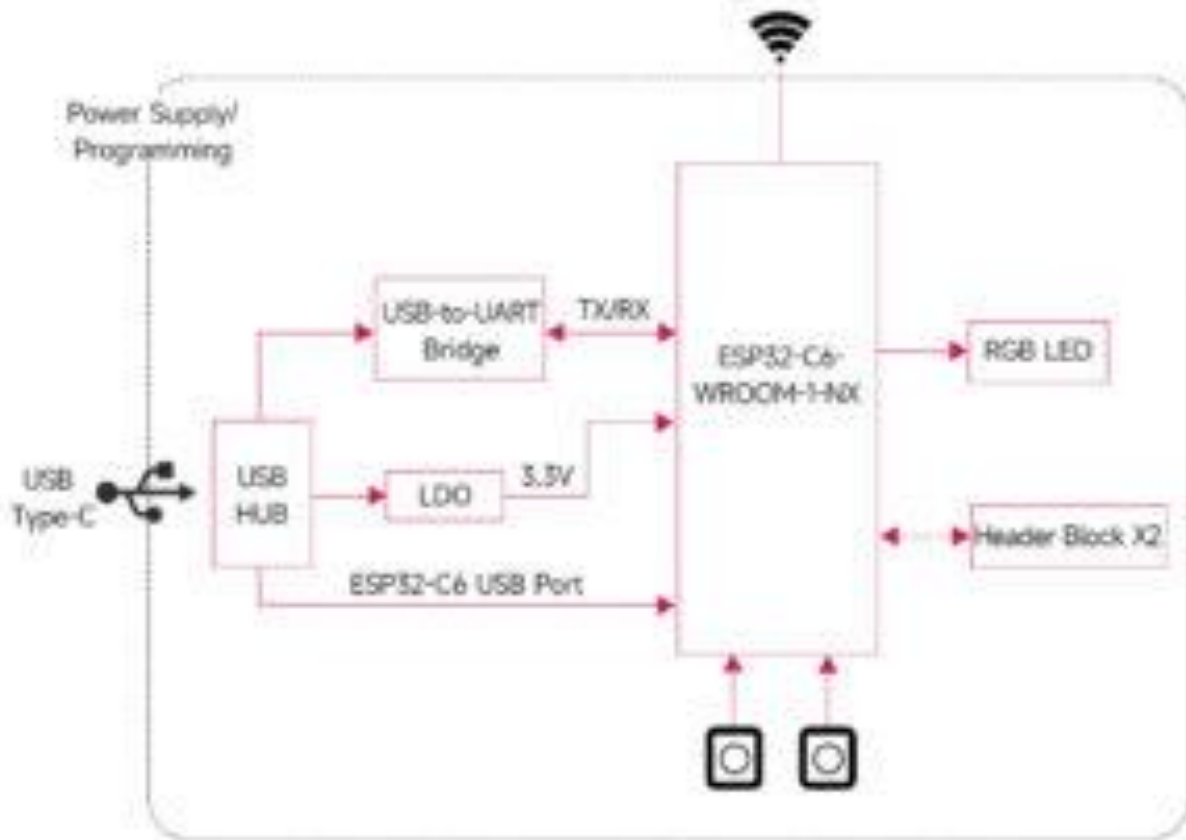 Power Supply/
Programming
USB-to-UART
Bridge
TX/RX
ESP32-C6-
WROOM-1-NX
RGB LED
USB
Type-C
USB
HUB
LDO
3.3V
Header Block X2
ESP32-C6 USB Port